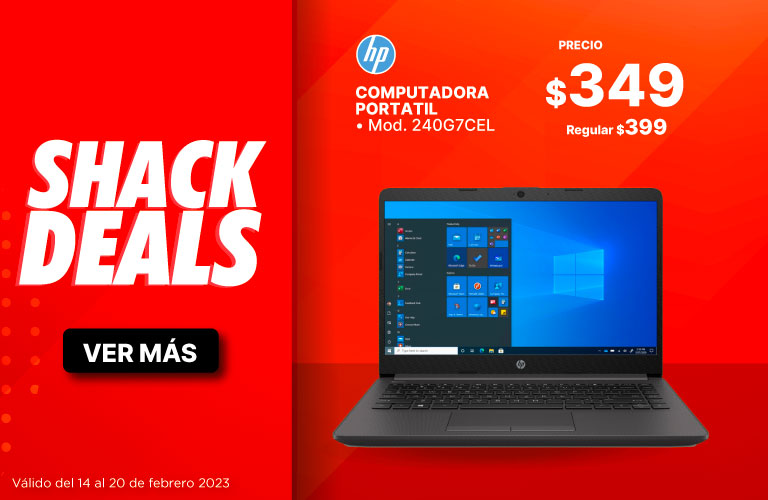 SHACK
DEALS
VER MÁS
Válido del 14 al 20 de febrero 2023
hp
COMPUTADORA
PORTATIL
• Mod. 240G7CEL
PRECIO
$349
Regular $399
hp